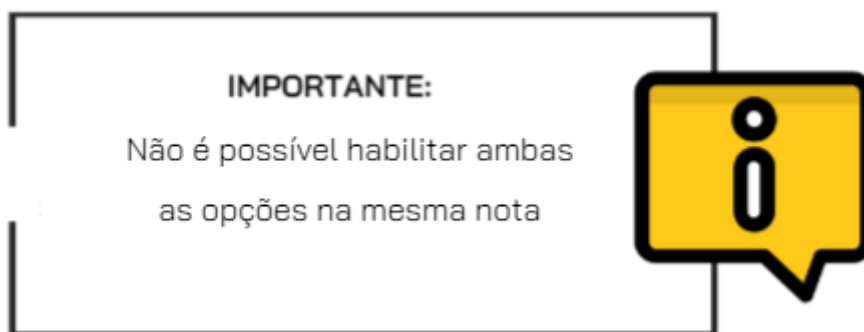 IMPORTANTE:
Não é possível habilitar ambas
as opções na mesma nota